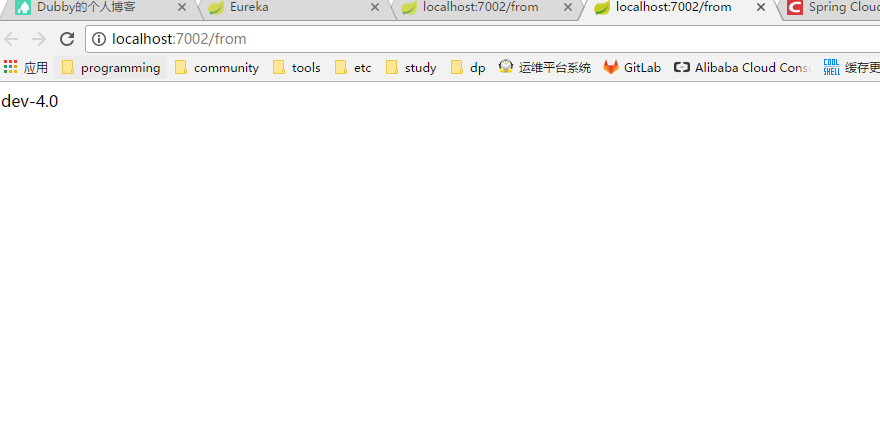 Dubby的个人博客 Eureka localhost:7002/from localhost:7002/from Spring Cloud
localhost:7002/from
应用 programming community tools etc study dp 运维平台系统 GitLab Alibaba Cloud Cons COOL SHELL 缓存更
dev-4.0